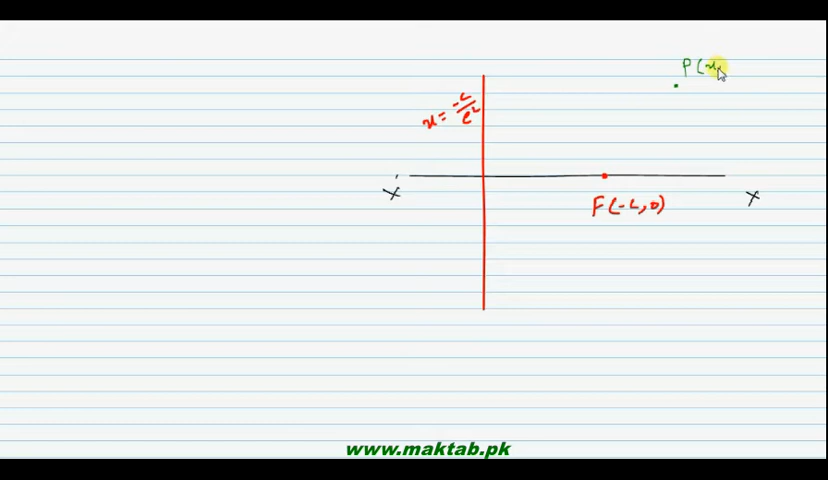 P(x,
x = -c/e²
X X
F(-c, 0)
www.maktab.pk